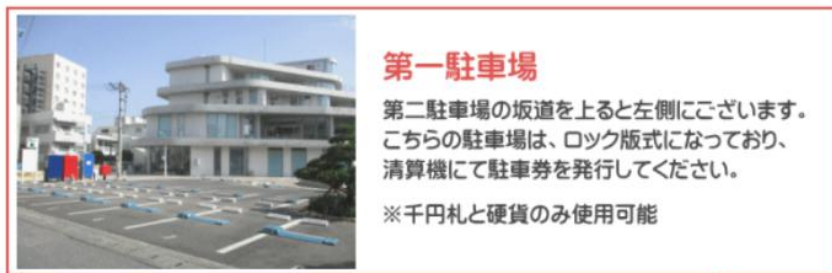 第一駐車場
第二駐車場の坂道を上ると左側にございます。
こちらの駐車場は、ロック版式になっており、
清算機にて駐車券を発行してください。
※千円札と硬貨のみ使用可能